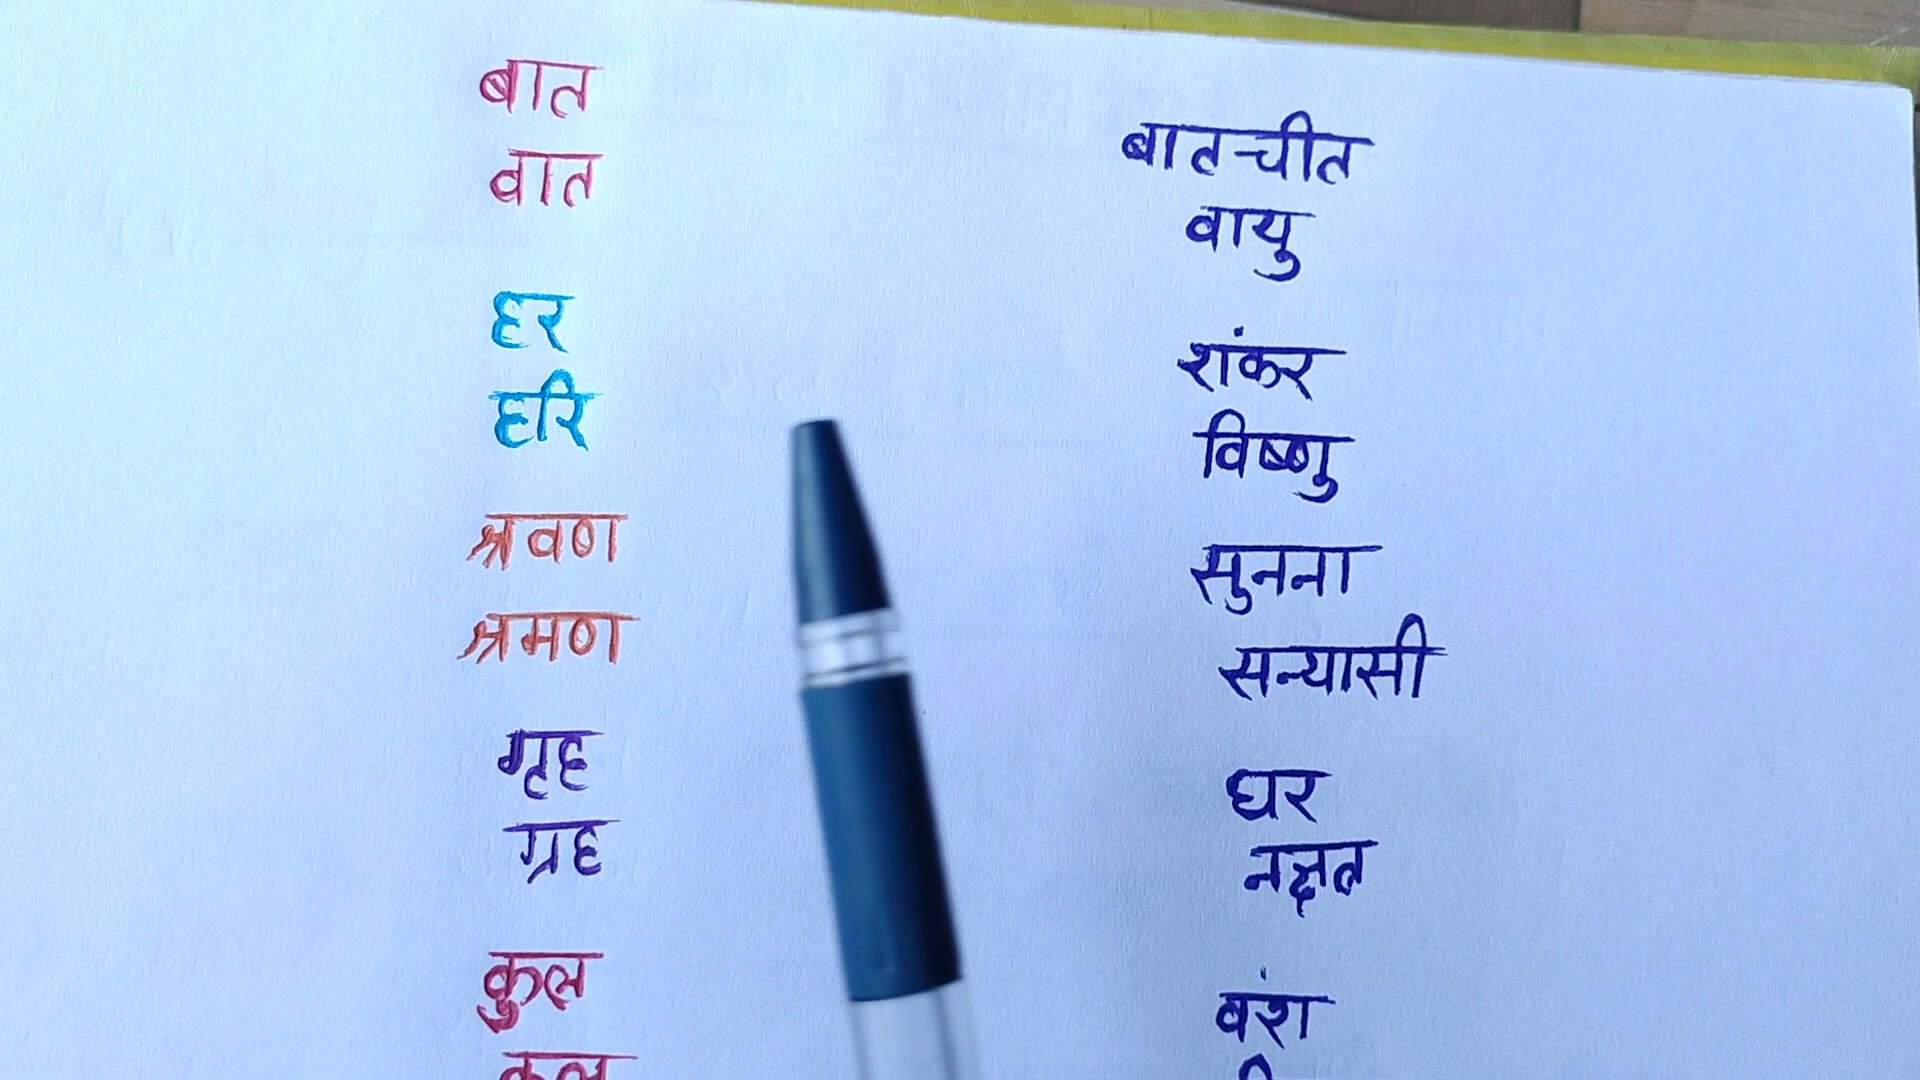 बात बातचीत
वात वायु
हर शंकर
हरि विष्णु
श्रवण सुनना
श्रमण सन्यासी
गृह घर
ग्रह नक्षत्र
कुल वंश